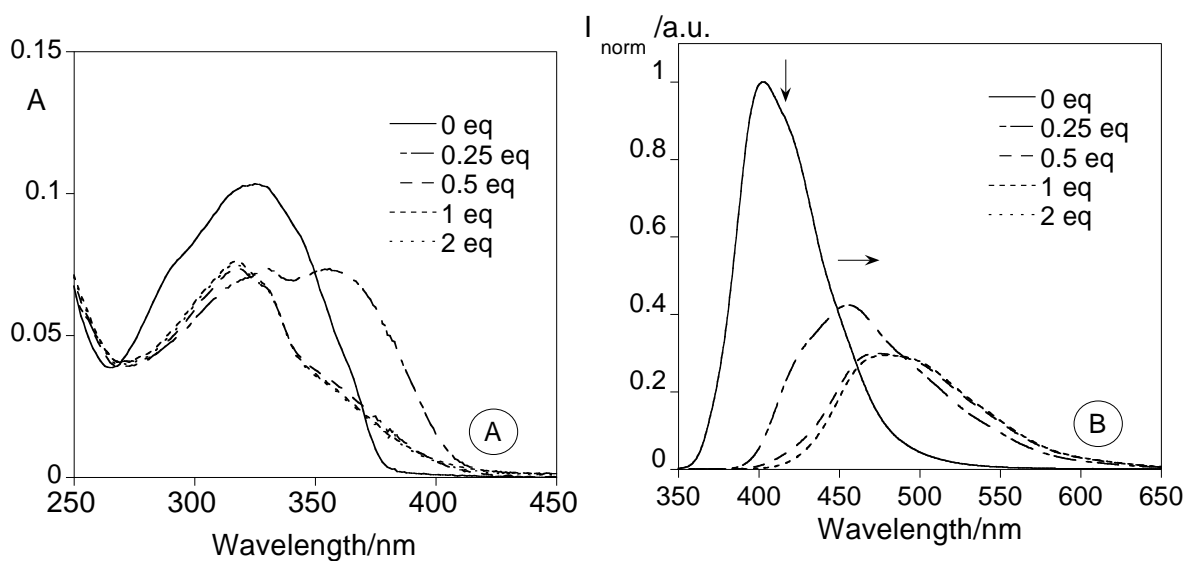 0.15
A
0.1
0.05
0
250
300
350
400
450
Wavelength/nm
0 eq
0.25 eq
0.5 eq
1 eq
2 eq
A
I norm /a.u.
1
0.8
0.6
0.4
0.2
0
350
400
450
500
550
600
650
Wavelength/nm
0 eq
0.25 eq
0.5 eq
1 eq
2 eq
B